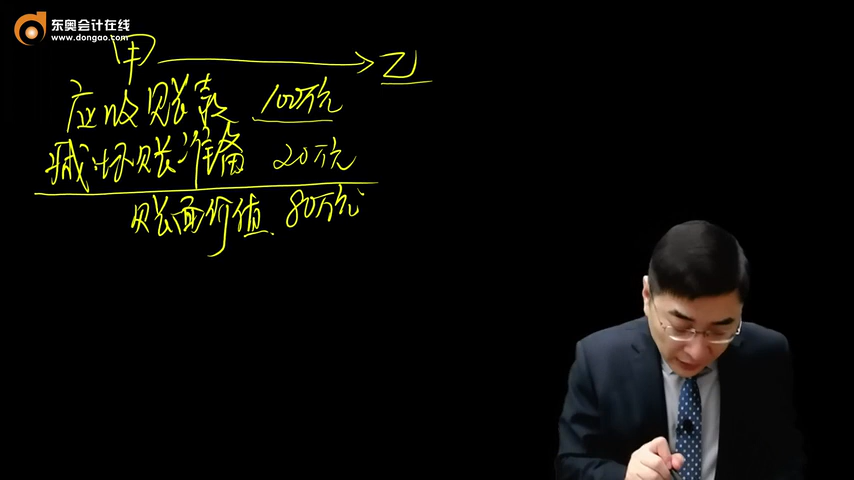 东奥会计在线
www.dongao.com
甲 → 乙
应收账款 100万元
减:坏账准备 20万元
账面价值 80万元